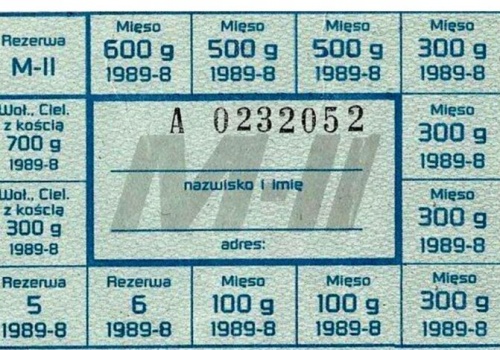 Rezerwa
M-II
Mięso
600 g
1989-8
Mięso
500 g
1989-8
Mięso
500 g
1989-8
Mięso
300 g
1989-8
Woł., Ciel.
z kością
700 g
1989-8
A 0232052
M-II
nazwisko i imię
adres:
Mięso
300 g
1989-8
Woł., Ciel.
z kością
300 g
1989-8
Mięso
300 g
1989-8
Rezerwa
5
1989-8
Rezerwa
6
1989-8
Mięso
100 g
1989-8
Mięso
100 g
1989-8
Mięso
300 g
1989-8